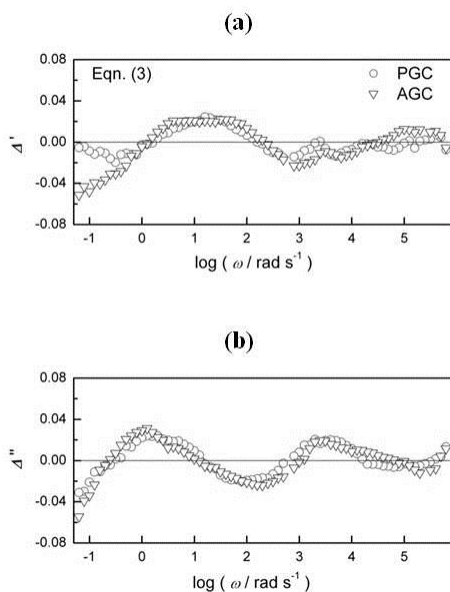 (a)
0.08
0.04
0.00
-0.04
-0.08
Δ'
Eqn. (3)
PGC
AGC
-1 0 1 2 3 4 5
log ( ω / rad s⁻¹ )
(b)
0.08
0.04
0.00
-0.04
-0.08
Δ"
-1 0 1 2 3 4 5
log ( ω / rad s⁻¹ )